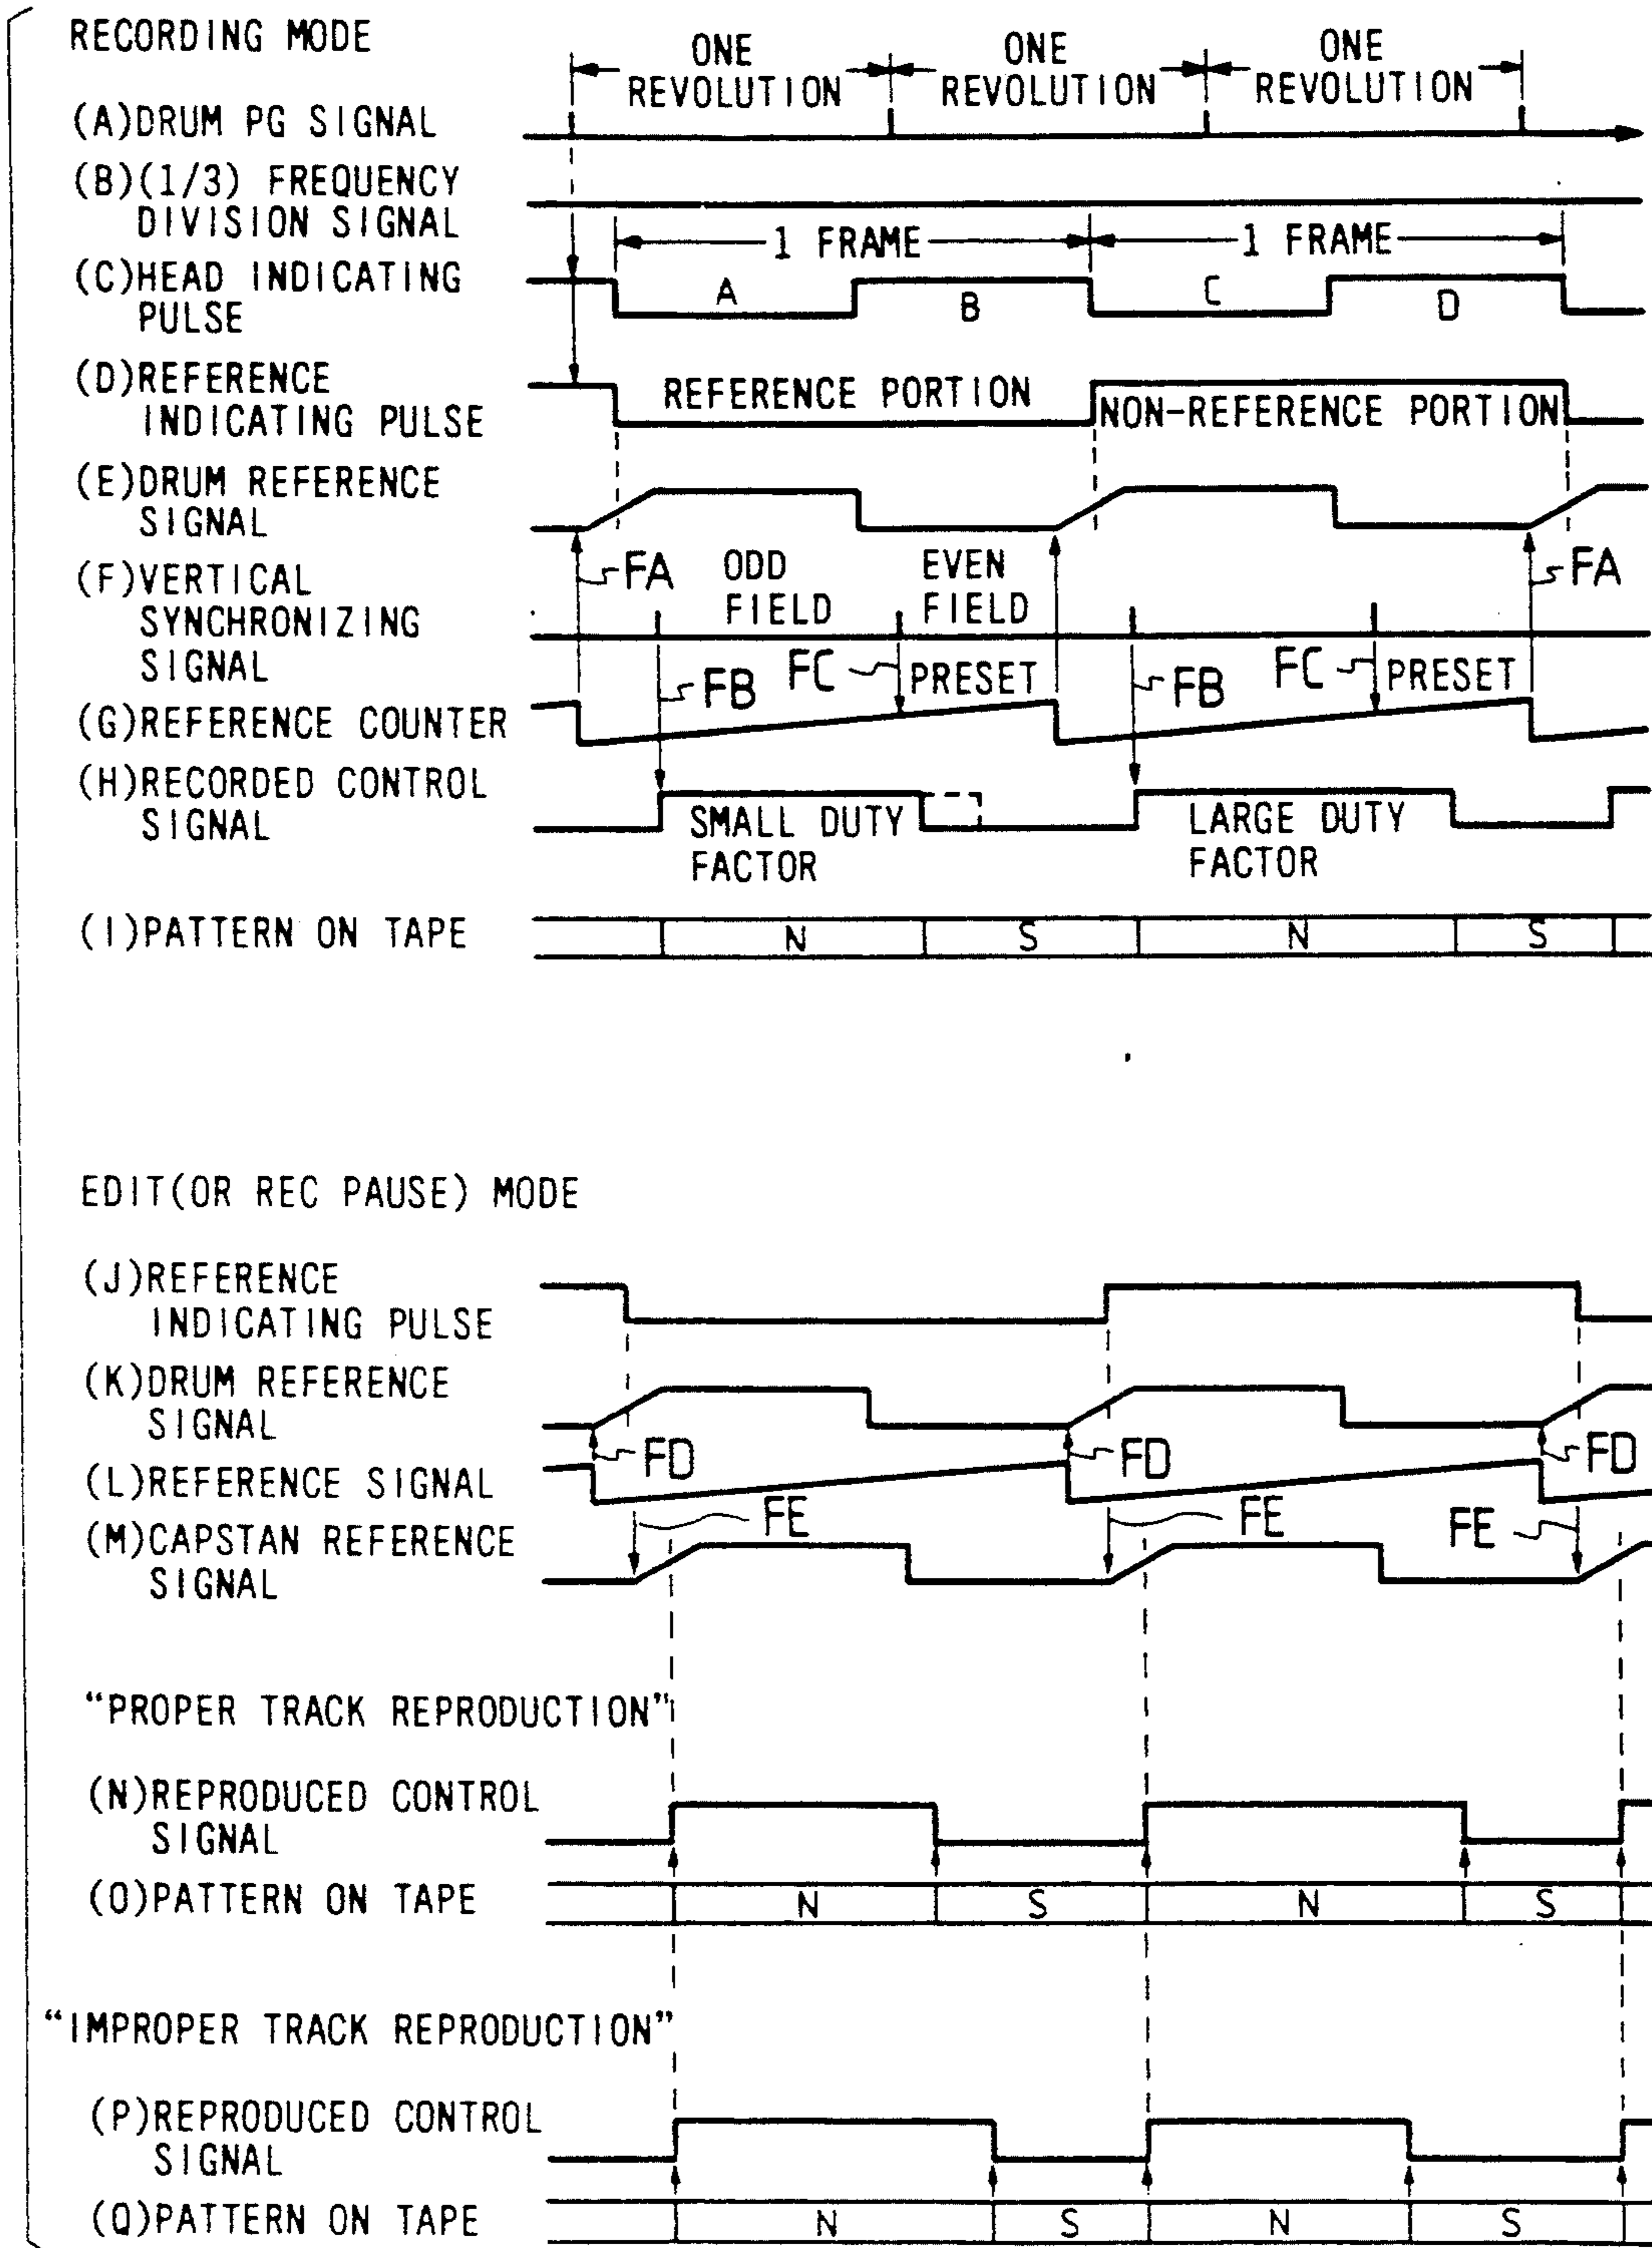 RECORDING MODE
ONE REVOLUTION
ONE REVOLUTION
ONE REVOLUTION
(A)DRUM PG SIGNAL
(B)(1/3) FREQUENCY
DIVISION SIGNAL
1 FRAME
1 FRAME
(C)HEAD INDICATING
PULSE
A
B
C
D
(D)REFERENCE
INDICATING PULSE
REFERENCE PORTION
NON-REFERENCE PORTION
(E)DRUM REFERENCE
SIGNAL
FA
ODD
FIELD
EVEN
FIELD
FA
(F)VERTICAL
SYNCHRONIZING
SIGNAL
FB
FC
PRESET
FB
FC
PRESET
(G)REFERENCE COUNTER
(H)RECORDED CONTROL
SIGNAL
SMALL DUTY
FACTOR
LARGE DUTY
FACTOR
(I)PATTERN ON TAPE
N
S
N
S
EDIT(OR REC PAUSE) MODE
(J)REFERENCE
INDICATING PULSE
(K)DRUM REFERENCE
SIGNAL
FD
FD
FD
(L)REFERENCE SIGNAL
FE
FE
FE
(M)CAPSTAN REFERENCE
SIGNAL
“PROPER TRACK REPRODUCTION”
(N)REPRODUCED CONTROL
SIGNAL
(O)PATTERN ON TAPE
N
S
N
S
“IMPROPER TRACK REPRODUCTION”
(P)REPRODUCED CONTROL
SIGNAL
(Q)PATTERN ON TAPE
N
S
N
S